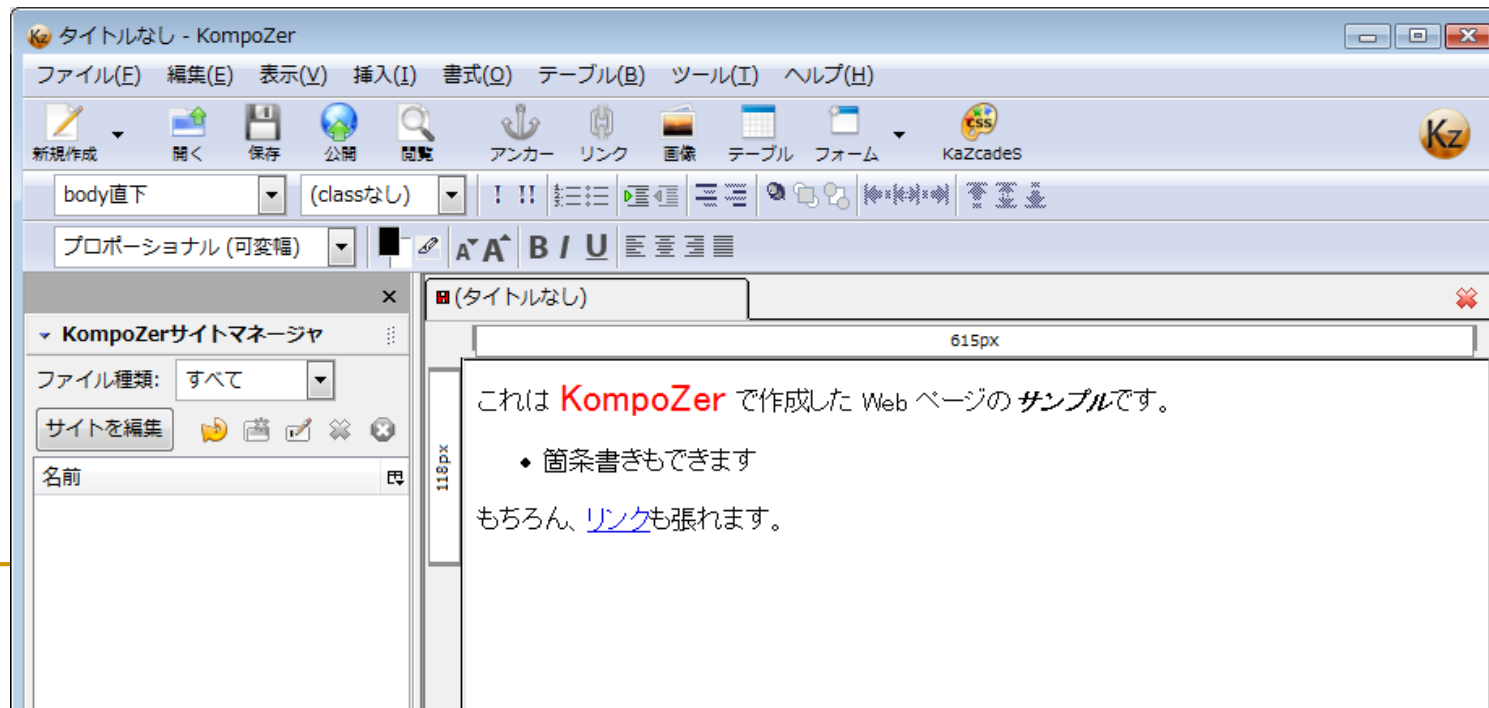 Kz タイトルなし - KompoZer
ファイル(F) 編集(E) 表示(V) 挿入(I) 書式(O) テーブル(B) ツール(T) ヘルプ(H)
新規作成 開く 保存 公開 閲覧 アンカー リンク 画像 テーブル フォーム CSS KaZcadeS Kz
body直下 (classなし)
プロポーショナル (可変幅) A A B I U
(タイトルなし)
KompoZerサイトマネージャ
615px
ファイル種類: すべて
サイトを編集
名前
118px
これは KompoZer で作成した Web ページの サンプルです。
• 箇条書きもできます
もちろん、リンクも張れます。